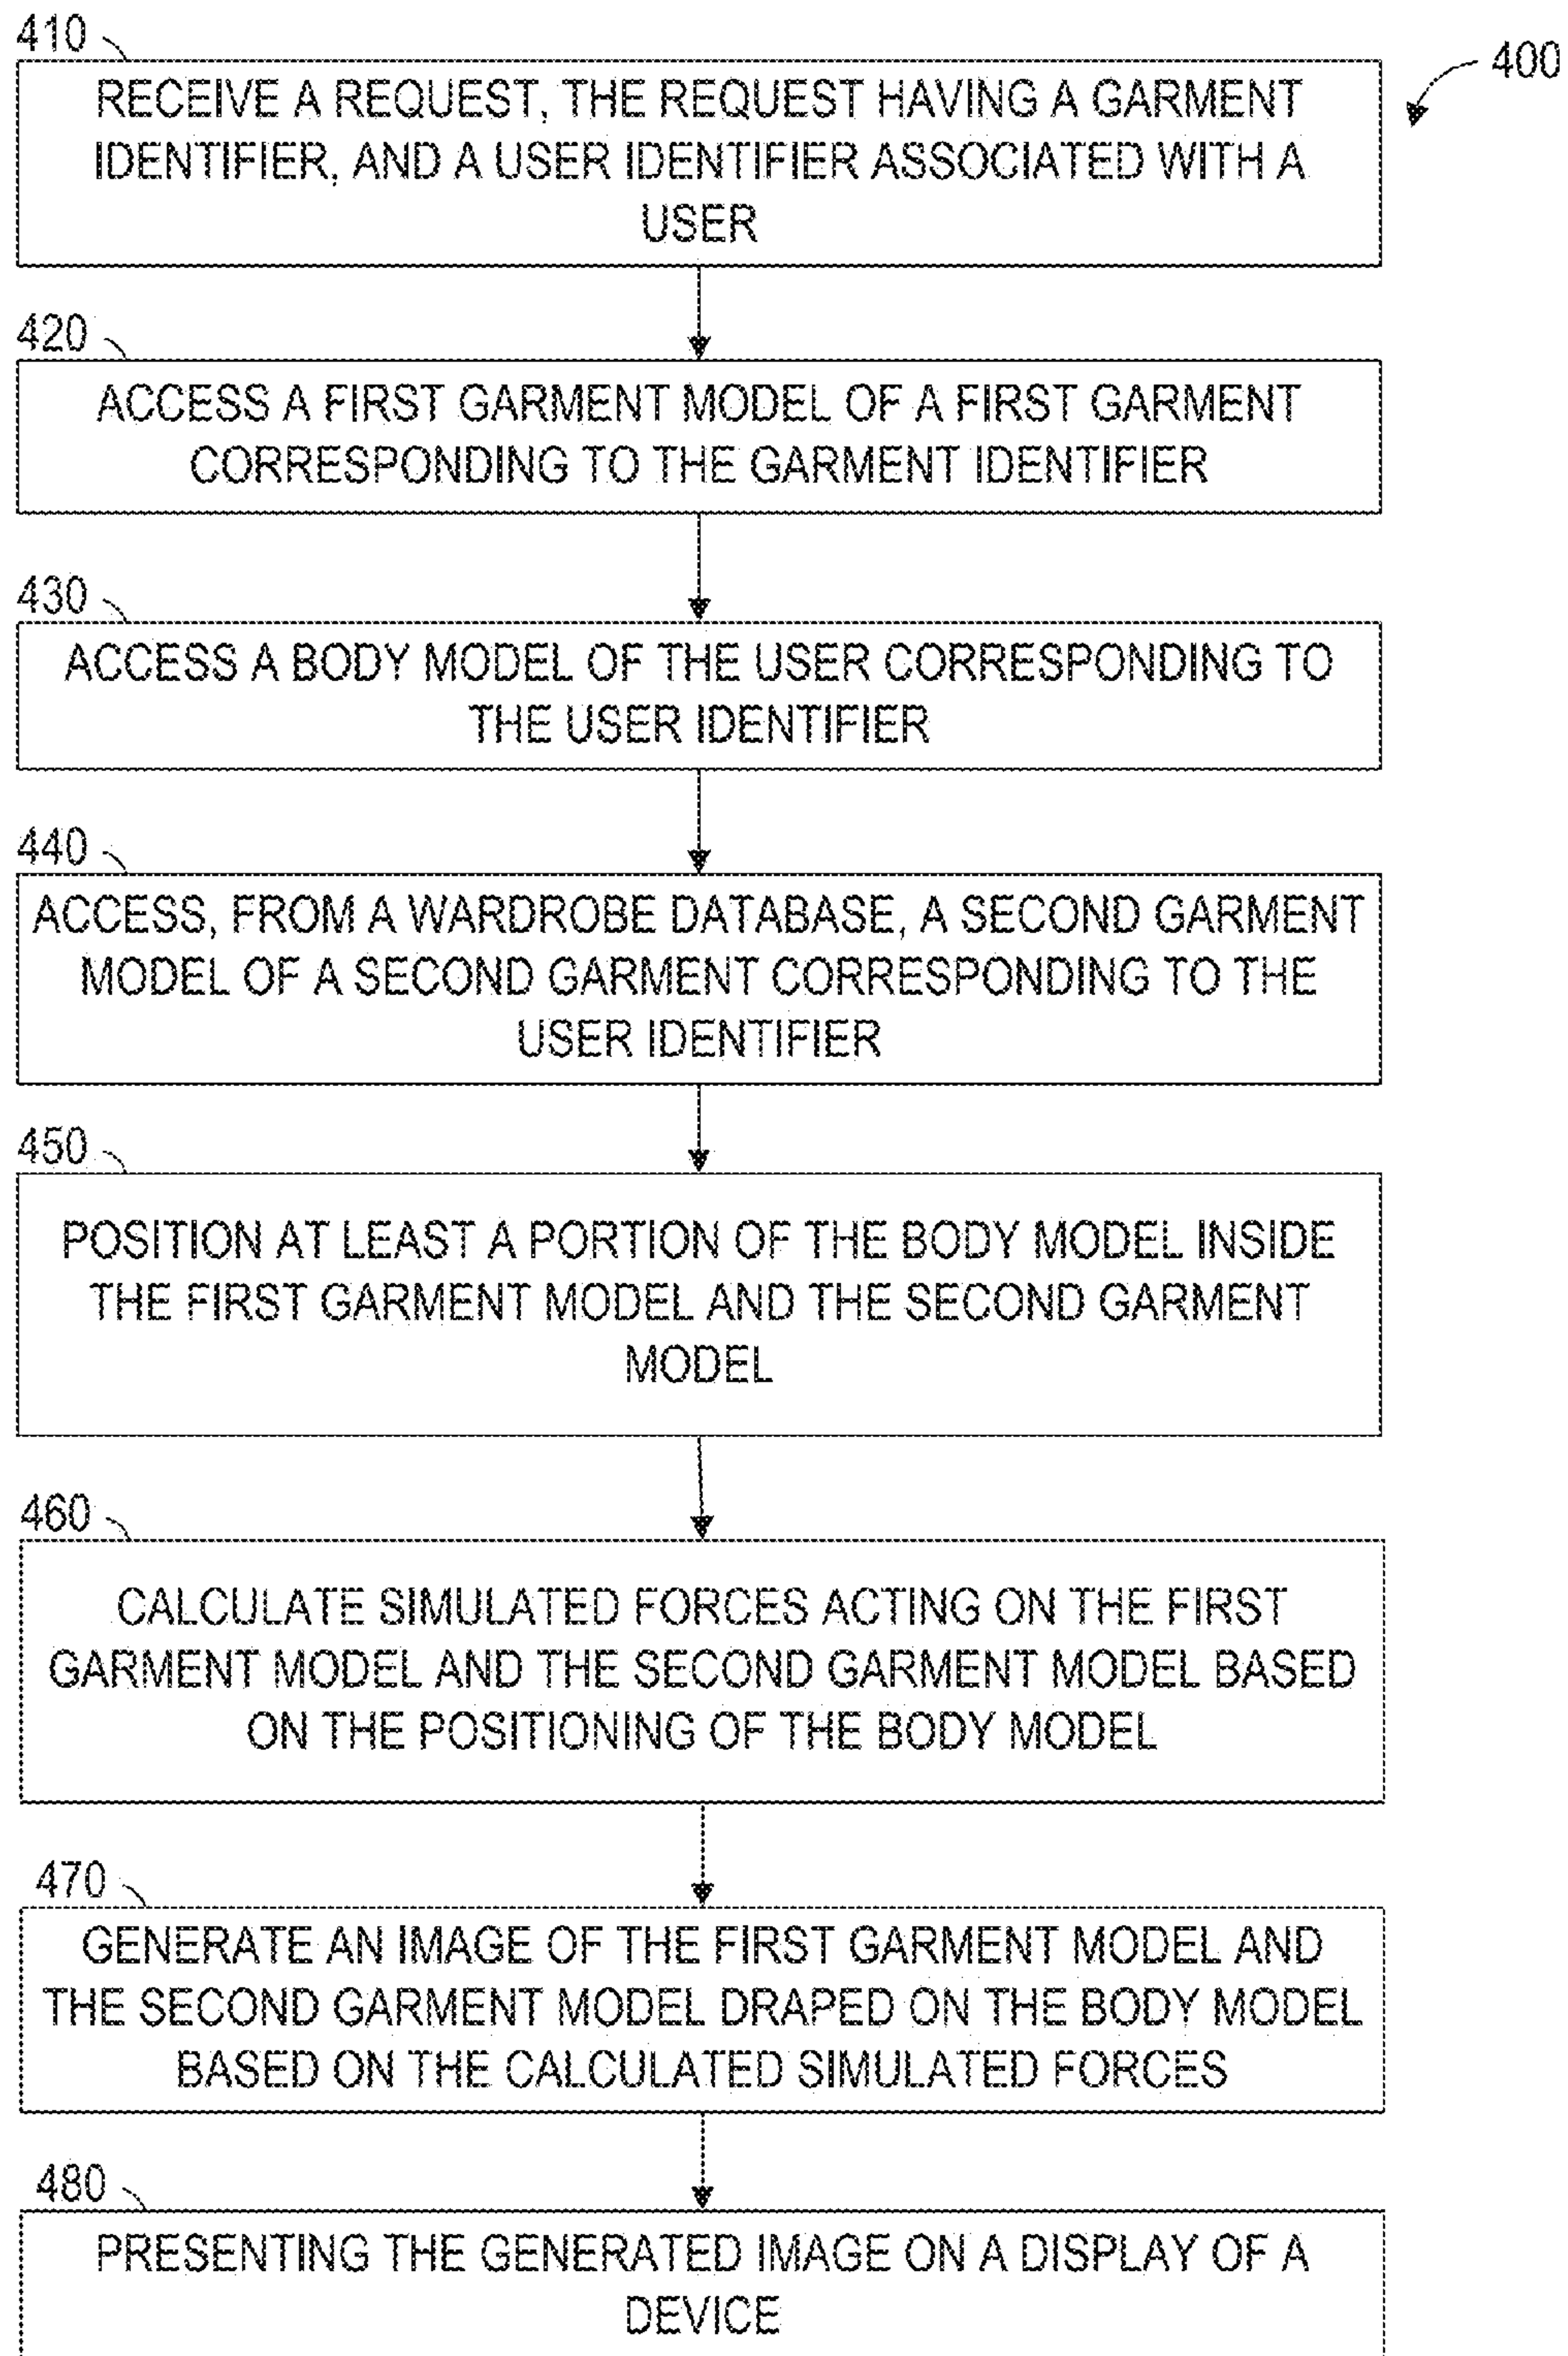 410
400
RECEIVE A REQUEST, THE REQUEST HAVING A GARMENT
IDENTIFIER, AND A USER IDENTIFIER ASSOCIATED WITH A
USER
420
ACCESS A FIRST GARMENT MODEL OF A FIRST GARMENT
CORRESPONDING TO THE GARMENT IDENTIFIER
430
ACCESS A BODY MODEL OF THE USER CORRESPONDING TO
THE USER IDENTIFIER
440
ACCESS, FROM A WARDROBE DATABASE, A SECOND GARMENT
MODEL OF A SECOND GARMENT CORRESPONDING TO THE
USER IDENTIFIER
450
POSITION AT LEAST A PORTION OF THE BODY MODEL INSIDE
THE FIRST GARMENT MODEL AND THE SECOND GARMENT
MODEL
460
CALCULATE SIMULATED FORCES ACTING ON THE FIRST
GARMENT MODEL AND THE SECOND GARMENT MODEL BASED
ON THE POSITIONING OF THE BODY MODEL
470
GENERATE AN IMAGE OF THE FIRST GARMENT MODEL AND
THE SECOND GARMENT MODEL DRAPED ON THE BODY MODEL
BASED ON THE CALCULATED SIMULATED FORCES
480
PRESENTING THE GENERATED IMAGE ON A DISPLAY OF A
DEVICE